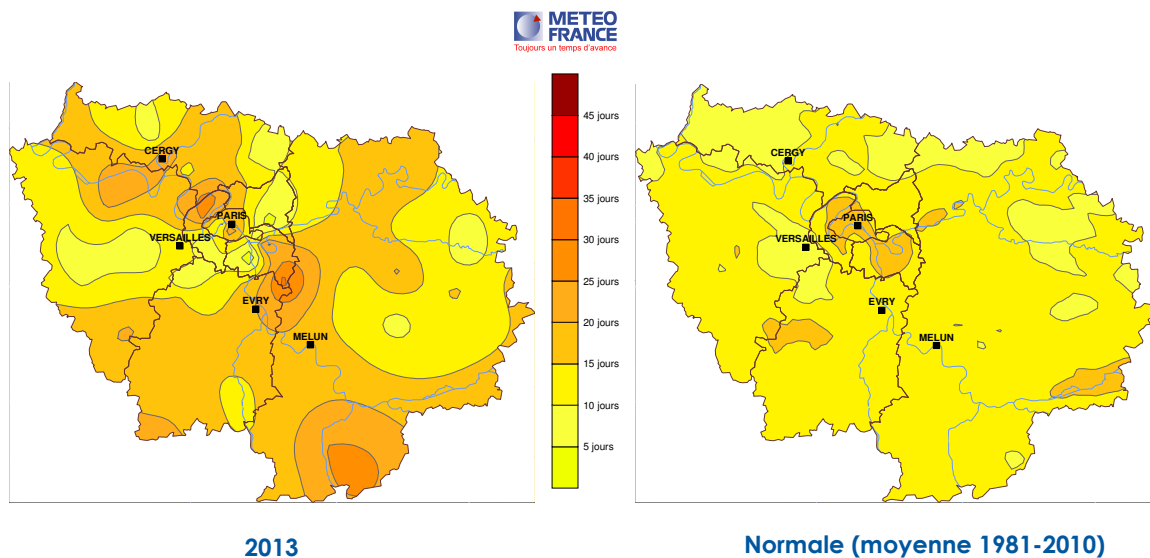 METEO
FRANCE
Toujours un temps d'avance
CERGY
PARIS
VERSAILLES
EVRY
MELUN
45 jours
40 jours
35 jours
30 jours
25 jours
20 jours
15 jours
10 jours
5 jours
CERGY
PARIS
VERSAILLES
EVRY
MELUN
2013
Normale (moyenne 1981-2010)